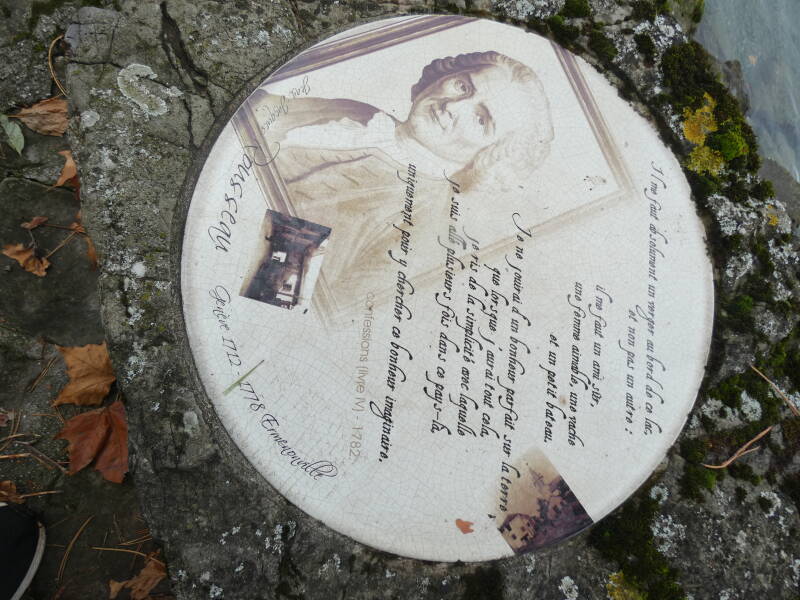 Il me faut absolument un verger au bord de ce lac
et non pas un autre :
il me faut un ami sûr,
une femme aimable, une vache
et un petit bateau.
Je ne jouirai d'un bonheur parfait sur la terre,
que lorsque j'aurai tout cela.
Je ris de la simplicité avec laquelle
je suis allé plusieurs fois dans ce pays-là
uniquement pour y chercher ce bonheur imaginaire.
confessions (livre IV) - 1782
Jean Jacques
Rousseau
Genève 1712 - 1778 Ermenonville